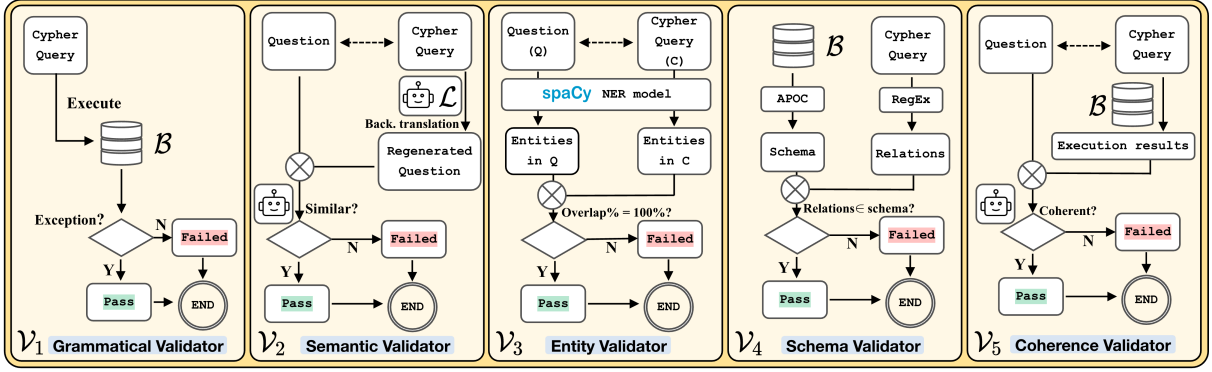 Cypher
Query
Execute
ℬ
Exception?
N
Failed
Y
Pass
END
𝒱1 Grammatical Validator
Question
Cypher
Query
ℒ
Back. translation
Regenerated
Question
Similar?
N
Failed
Y
Pass
END
𝒱2 Semantic Validator
Question
(Q)
Cypher
Query
(C)
spaCy NER model
Entities
in Q
Entities
in C
Overlap% = 100%?
N
Failed
Y
Pass
END
𝒱3 Entity Validator
ℬ
Cypher
Query
APOC
RegEx
Schema
Relations
Relations∈ schema?
N
Failed
Y
Pass
END
𝒱4 Schema Validator
Question
Cypher
Query
ℬ
Execution results
Coherent?
N
Failed
Y
Pass
END
𝒱5 Coherence Validator